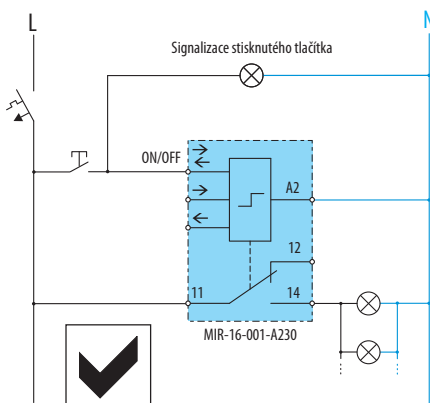 L
N
Signalizace stisknutého tlačítka
ON/OFF
A2
12
11
14
MIR-16-001-A230